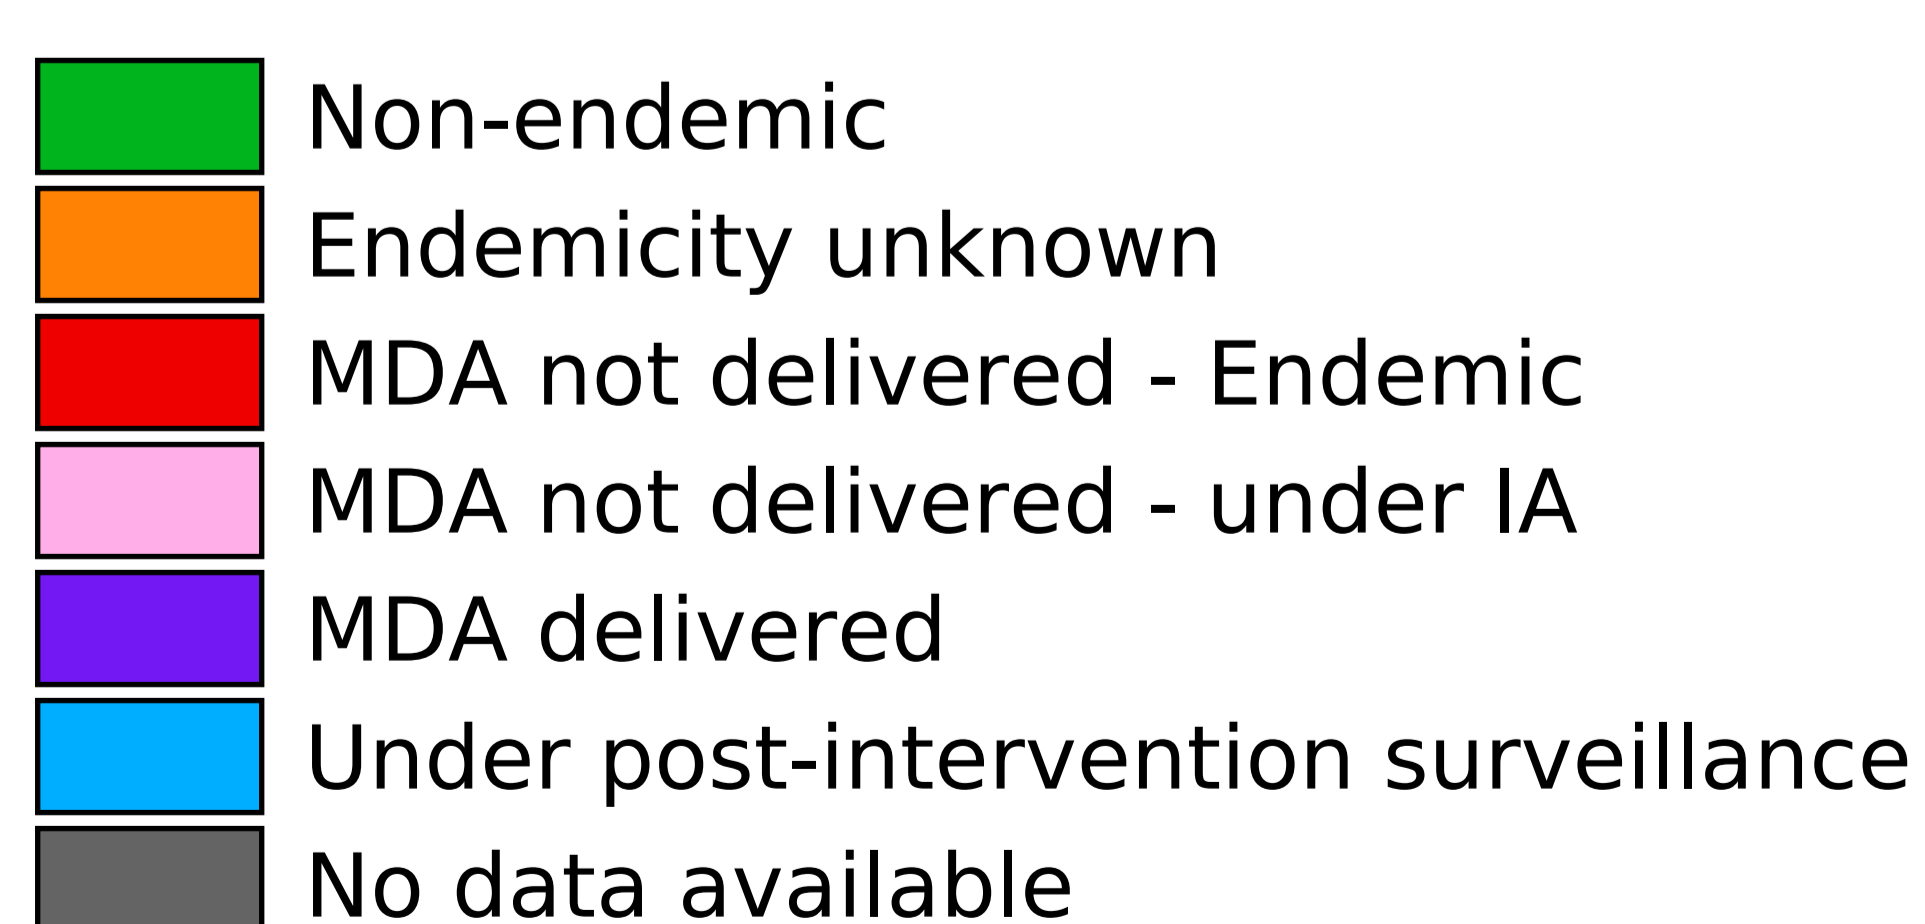 Non-endemic
Endemicity unknown
MDA not delivered - Endemic
MDA not delivered - under IA
MDA delivered
Under post-intervention surveillance
No data available